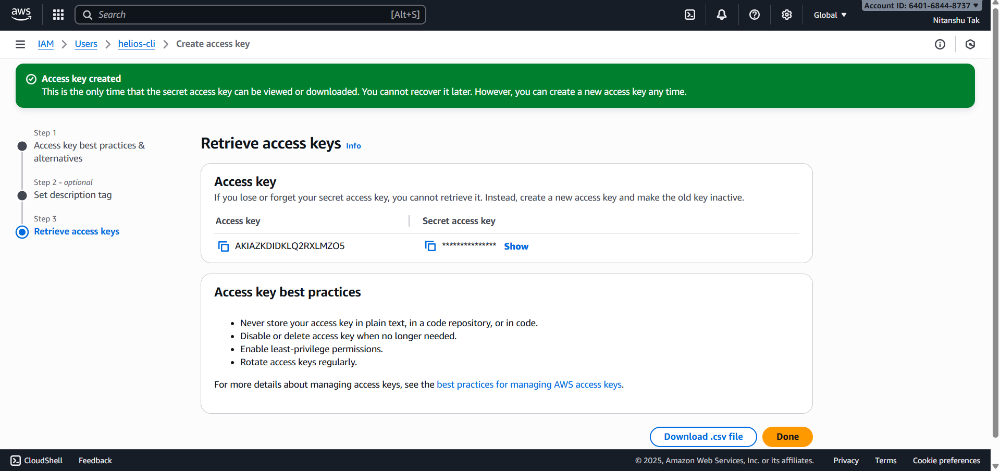 aws
Search
[Alt+S]
Global ▼
Account ID: 6401-6844-8737 ▼
Nitanshu Tak
IAM > Users > helios-cli > Create access key
Access key created
This is the only time that the secret access key can be viewed or downloaded. You cannot recover it later. However, you can create a new access key any time.
Step 1
Access key best practices &
alternatives
Step 2 - optional
Set description tag
Step 3
Retrieve access keys
Retrieve access keys Info
Access key
If you lose or forget your secret access key, you cannot retrieve it. Instead, create a new access key and make the old key inactive.
Access key
Secret access key
AKIAZKDIDKLQ2RXLMZO5
*************** Show
Access key best practices
• Never store your access key in plain text, in a code repository, or in code.
• Disable or delete access key when no longer needed.
• Enable least-privilege permissions.
• Rotate access keys regularly.
For more details about managing access keys, see the best practices for managing AWS access keys.
Download .csv file
Done
CloudShell
Feedback
© 2025, Amazon Web Services, Inc. or its affiliates.
Privacy
Terms
Cookie preferences